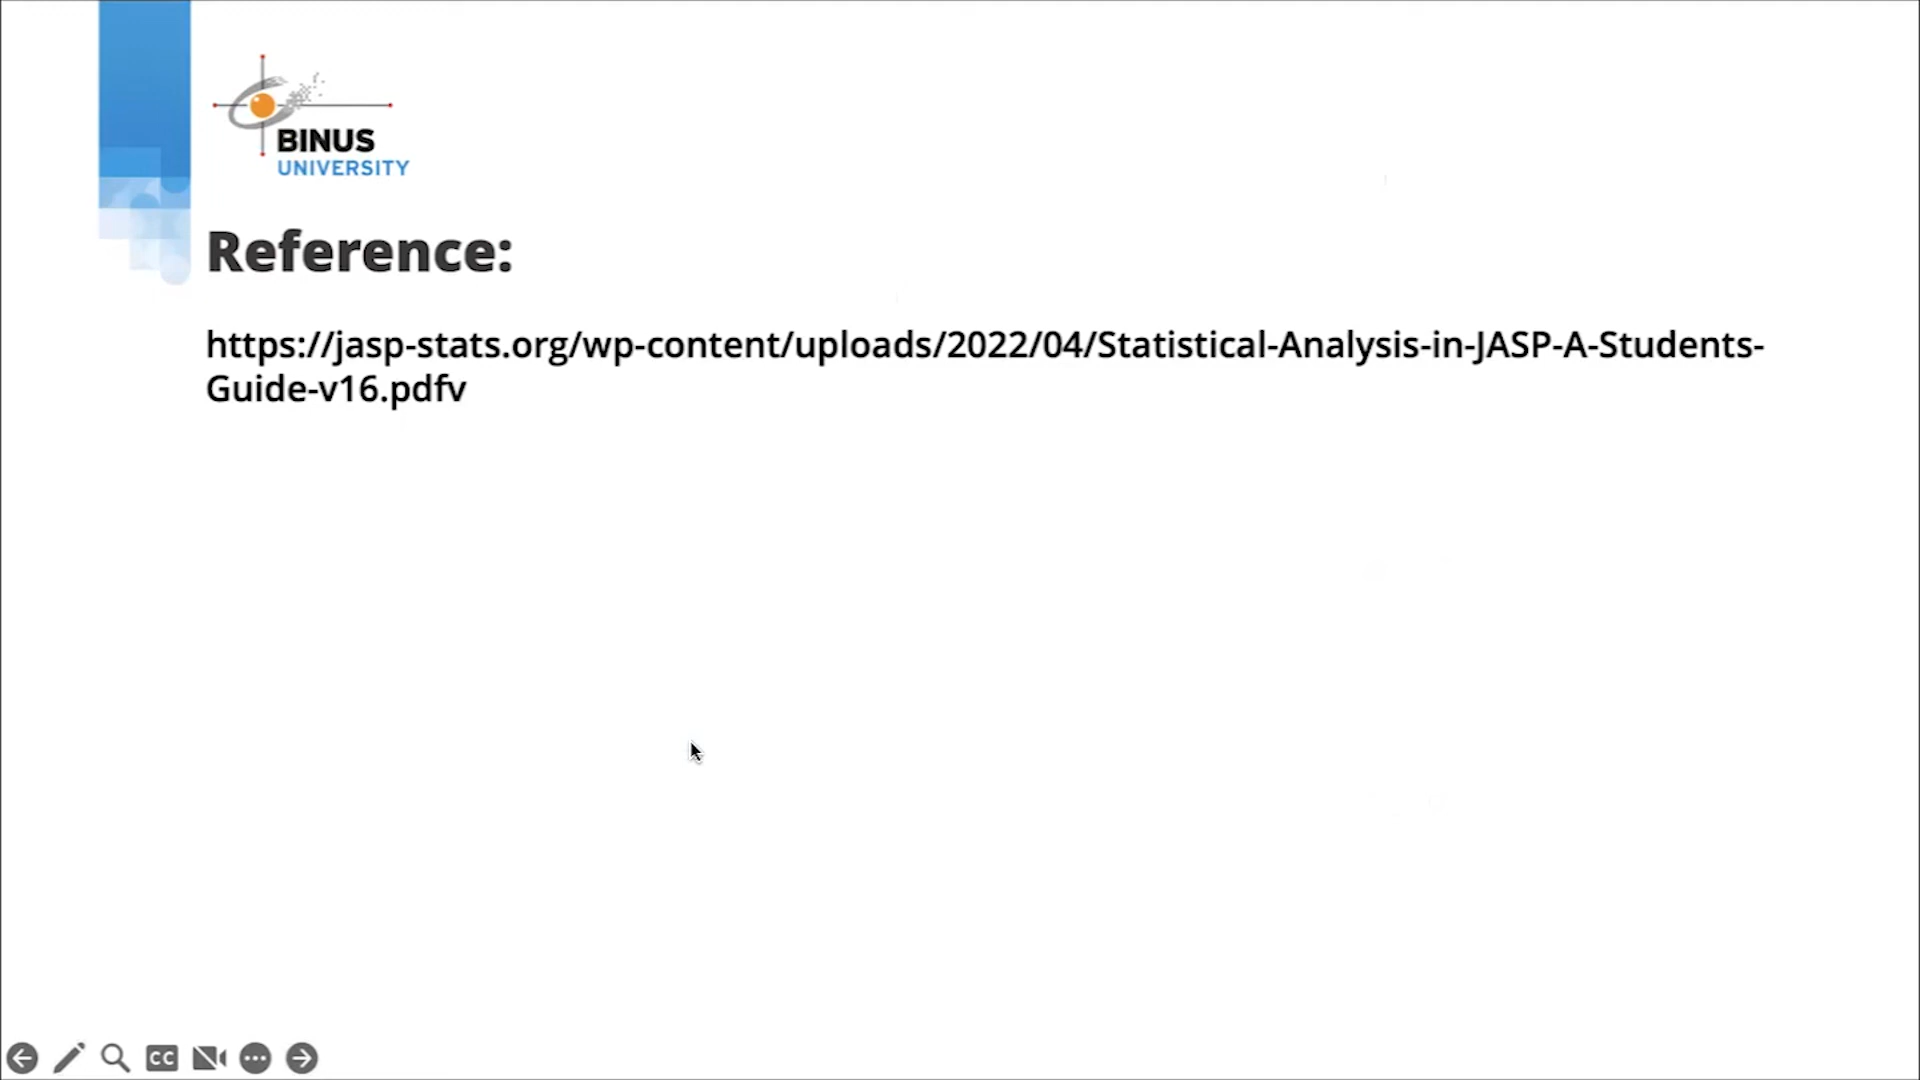 BINUS
UNIVERSITY
Reference:
https://jasp-stats.org/wp-content/uploads/2022/04/Statistical-Analysis-in-JASP-A-Students-
Guide-v16.pdfv
CC